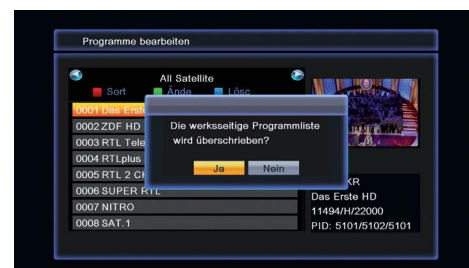 Programme bearbeiten
All Satellite
Sort Ände Lösc
0001 Das Erste
0002 ZDF HD
0003 RTL Tele
0004 RTLplus
0005 RTL 2
0006 SUPER RTL
0007 NITRO
0008 SAT.1
Die werksseitige Programmliste
wird überschrieben?
Ja Nein
KR
Das Erste HD
11494/H/22000
PID: 5101/5102/5101